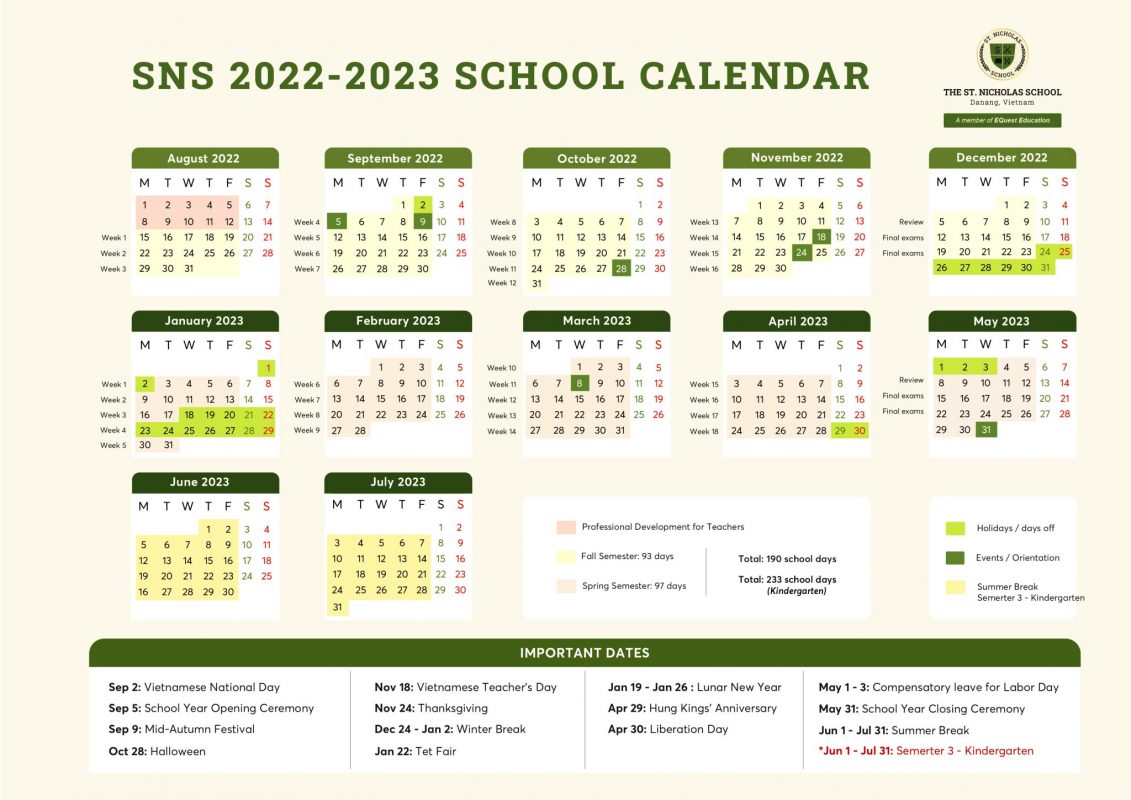 SNS 2022-2023 SCHOOL CALENDAR
ST. NICHOLAS
S N
SCHOOL
THE ST. NICHOLAS SCHOOL
Danang, Vietnam
A member of EQuest Education
August 2022
M T W T F S S
1 2 3 4 5 6 7
8 9 10 11 12 13 14
Week 1 15 16 17 18 19 20 21
Week 2 22 23 24 25 26 27 28
Week 3 29 30 31
September 2022
M T W T F S S
1 2 3 4
Week 4 5 6 7 8 9 10 11
Week 5 12 13 14 15 16 17 18
Week 6 19 20 21 22 23 24 25
Week 7 26 27 28 29 30
October 2022
M T W T F S S
1 2
Week 8 3 4 5 6 7 8 9
Week 9 10 11 12 13 14 15 16
Week 10 17 18 19 20 21 22 23
Week 11 24 25 26 27 28 29 30
Week 12 31
November 2022
M T W T F S S
1 2 3 4 5 6
Week 13 7 8 9 10 11 12 13
Week 14 14 15 16 17 18 19 20
Week 15 21 22 23 24 25 26 27
Week 16 28 29 30
December 2022
M T W T F S S
1 2 3 4
Review 5 6 7 8 9 10 11
Final exams 12 13 14 15 16 17 18
Final exams 19 20 21 22 23 24 25
26 27 28 29 30 31
January 2023
M T W T F S S
1
Week 1 2 3 4 5 6 7 8
Week 2 9 10 11 12 13 14 15
Week 3 16 17 18 19 20 21 22
Week 4 23 24 25 26 27 28 29
Week 5 30 31
February 2023
M T W T F S S
1 2 3 4 5
Week 6 6 7 8 9 10 11 12
Week 7 13 14 15 16 17 18 19
Week 8 20 21 22 23 24 25 26
Week 9 27 28
March 2023
M T W T F S S
Week 10 1 2 3 4 5
Week 11 6 7 8 9 10 11 12
Week 12 13 14 15 16 17 18 19
Week 13 20 21 22 23 24 25 26
Week 14 27 28 29 30 31
April 2023
M T W T F S S
1 2
Week 15 3 4 5 6 7 8 9
Week 16 10 11 12 13 14 15 16
Week 17 17 18 19 20 21 22 23
Week 18 24 25 26 27 28 29 30
May 2023
M T W T F S S
1 2 3 4 5 6 7
Review 8 9 10 11 12 13 14
Final exams 15 16 17 18 19 20 21
Final exams 22 23 24 25 26 27 28
29 30 31
June 2023
M T W T F S S
1 2 3 4
5 6 7 8 9 10 11
12 13 14 15 16 17 18
19 20 21 22 23 24 25
16 27 28 29 30
July 2023
M T W T F S S
1 2
3 4 5 6 7 8 9
10 11 12 13 14 15 16
17 18 19 20 21 22 23
24 25 26 27 28 29 30
31
Professional Development for Teachers
Fall Semester: 93 days
Spring Semester: 97 days
Total: 190 school days
Total: 233 school days
(Kindergarten)
Holidays / days off
Events / Orientation
Summer Break
Semerter 3 - Kindergarten
IMPORTANT DATES
Sep 2: Vietnamese National Day
Sep 5: School Year Opening Ceremony
Sep 9: Mid-Autumn Festival
Oct 28: Halloween
Nov 18: Vietnamese Teacher's Day
Nov 24: Thanksgiving
Dec 24 - Jan 2: Winter Break
Jan 22: Tet Fair
Jan 19 - Jan 26 : Lunar New Year
Apr 29: Hung Kings' Anniversary
Apr 30: Liberation Day
May 1 - 3: Compensatory leave for Labor Day
May 31: School Year Closing Ceremony
Jun 1 - Jul 31: Summer Break
*Jun 1 - Jul 31: Semerter 3 - Kindergarten